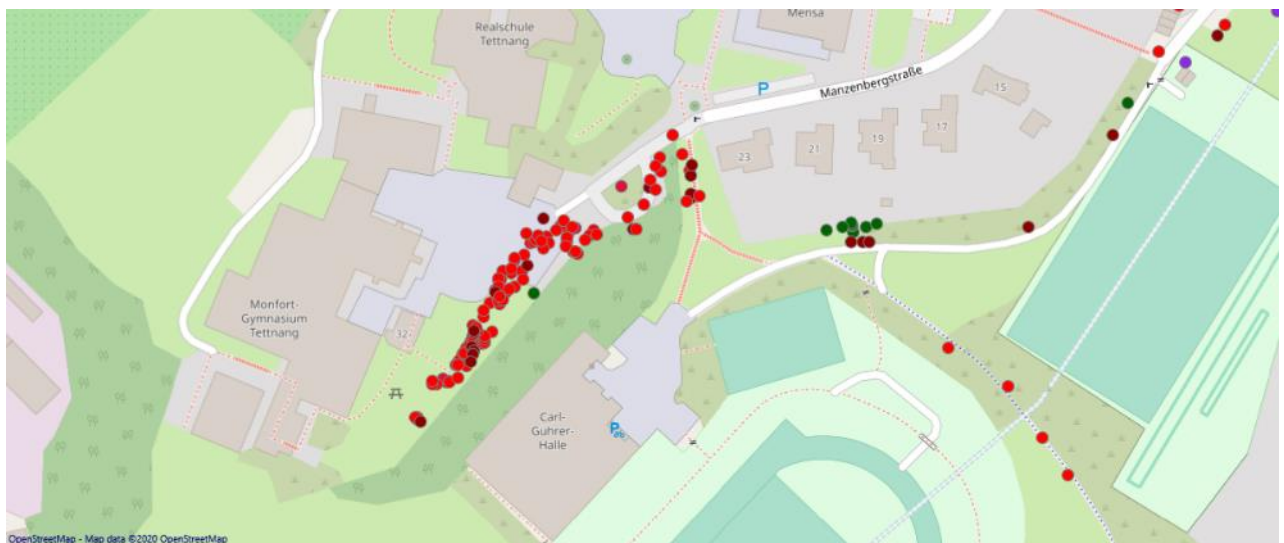 Mensa
Realschule
Tettnang
P
Manzenbergstraße
15
17
19
21
23
Monfort-
Gymnasium
Tettnang
32
Carl-
Guhrer-
Halle
P
OpenStreetMap - Map data ©2020 OpenStreetMap